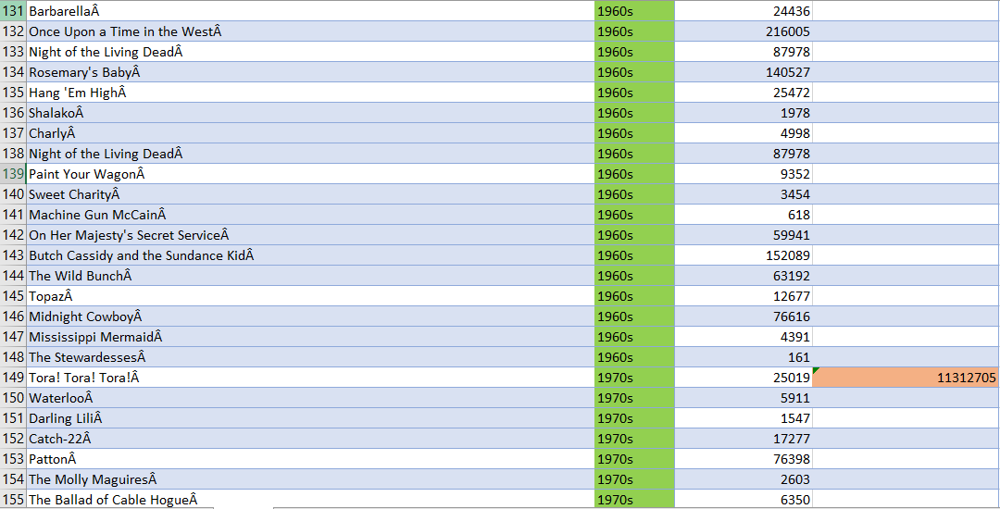 131 BarbarellaÂ 1960s 24436
132 Once Upon a Time in the WestÂ 1960s 216005
133 Night of the Living DeadÂ 1960s 87978
134 Rosemary's BabyÂ 1960s 140527
135 Hang 'Em HighÂ 1960s 25472
136 ShalakoÂ 1960s 1978
137 CharlyÂ 1960s 4998
138 Night of the Living DeadÂ 1960s 87978
139 Paint Your WagonÂ 1960s 9352
140 Sweet CharityÂ 1960s 3454
141 Machine Gun McCainÂ 1960s 618
142 On Her Majesty's Secret ServiceÂ 1960s 59941
143 Butch Cassidy and the Sundance KidÂ 1960s 152089
144 The Wild BunchÂ 1960s 63192
145 TopazÂ 1960s 12677
146 Midnight CowboyÂ 1960s 76616
147 Mississippi MermaidÂ 1960s 4391
148 The StewardessesÂ 1960s 161
149 Tora! Tora! Tora!Â 1970s 25019 11312705
150 WaterlooÂ 1970s 5911
151 Darling LiliÂ 1970s 1547
152 Catch-22Â 1970s 17277
153 PattonÂ 1970s 76398
154 The Molly MaguiresÂ 1970s 2603
155 The Ballad of Cable HogueÂ 1970s 6350